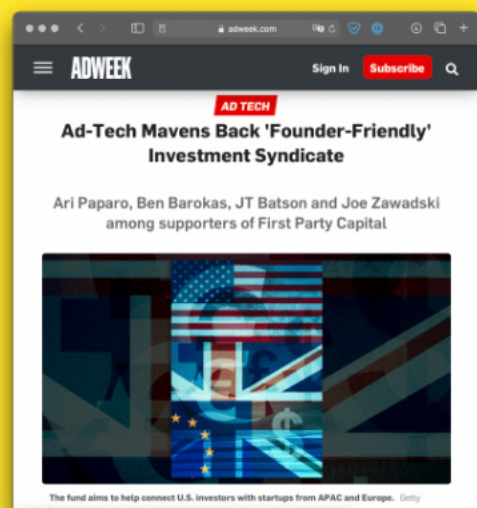 adweek.com
ADWEEK
Sign In
Subscribe
AD TECH
Ad-Tech Mavens Back 'Founder-Friendly'
Investment Syndicate
Ari Paparo, Ben Barokas, JT Batson and Joe Zawadski
among supporters of First Party Capital
The fund aims to help connect U.S. investors with startups from APAC and Europe. Getty